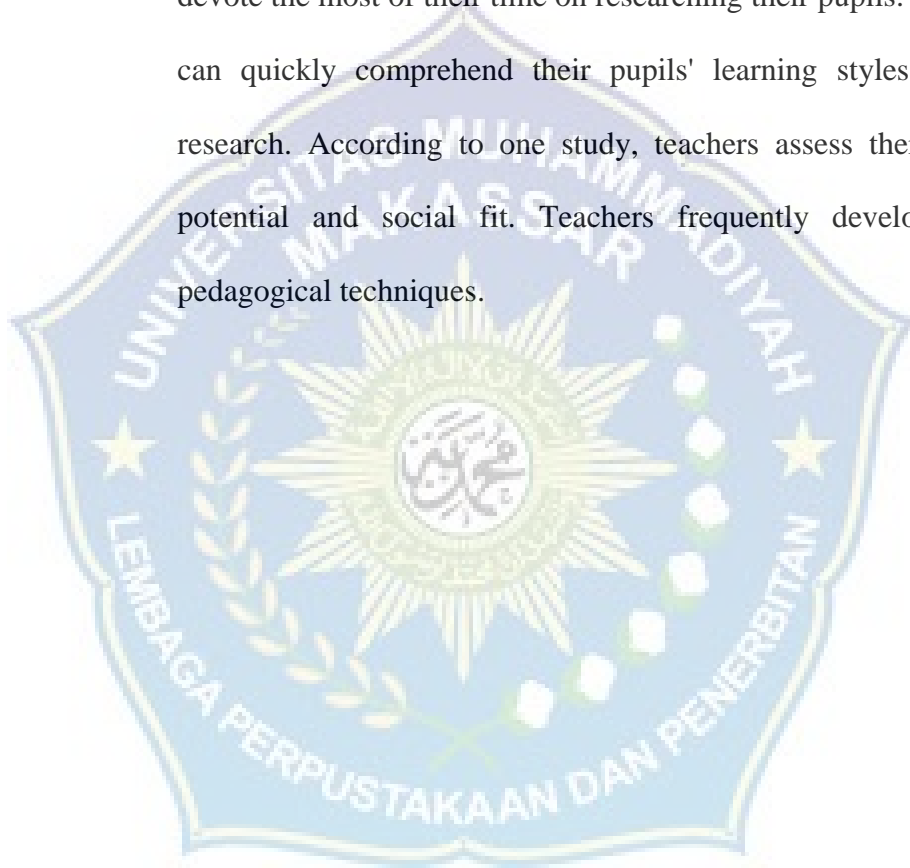 devote the most of their time on researching their pupils.
can quickly comprehend their pupils' learning styles
research. According to one study, teachers assess thei
potential and social fit. Teachers frequently develo
pedagogical techniques.
UNIVERSITAS MUHAMMADIYAH
MAKASSAR
محمد
LEMBAGA PERPUSTAKAAN DAN PENERBITAN